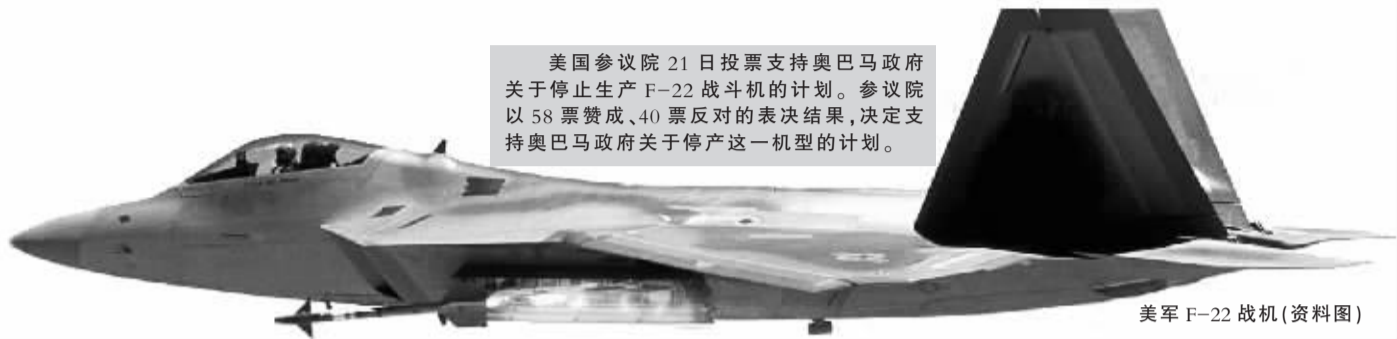 美国参议院 21 日投票支持奥巴马政府
关于停止生产 F-22 战斗机的计划。参议院
以 58 票赞成、40 票反对的表决结果,决定支
持奥巴马政府关于停产这一机型的计划。
美军 F-22 战机(资料图)